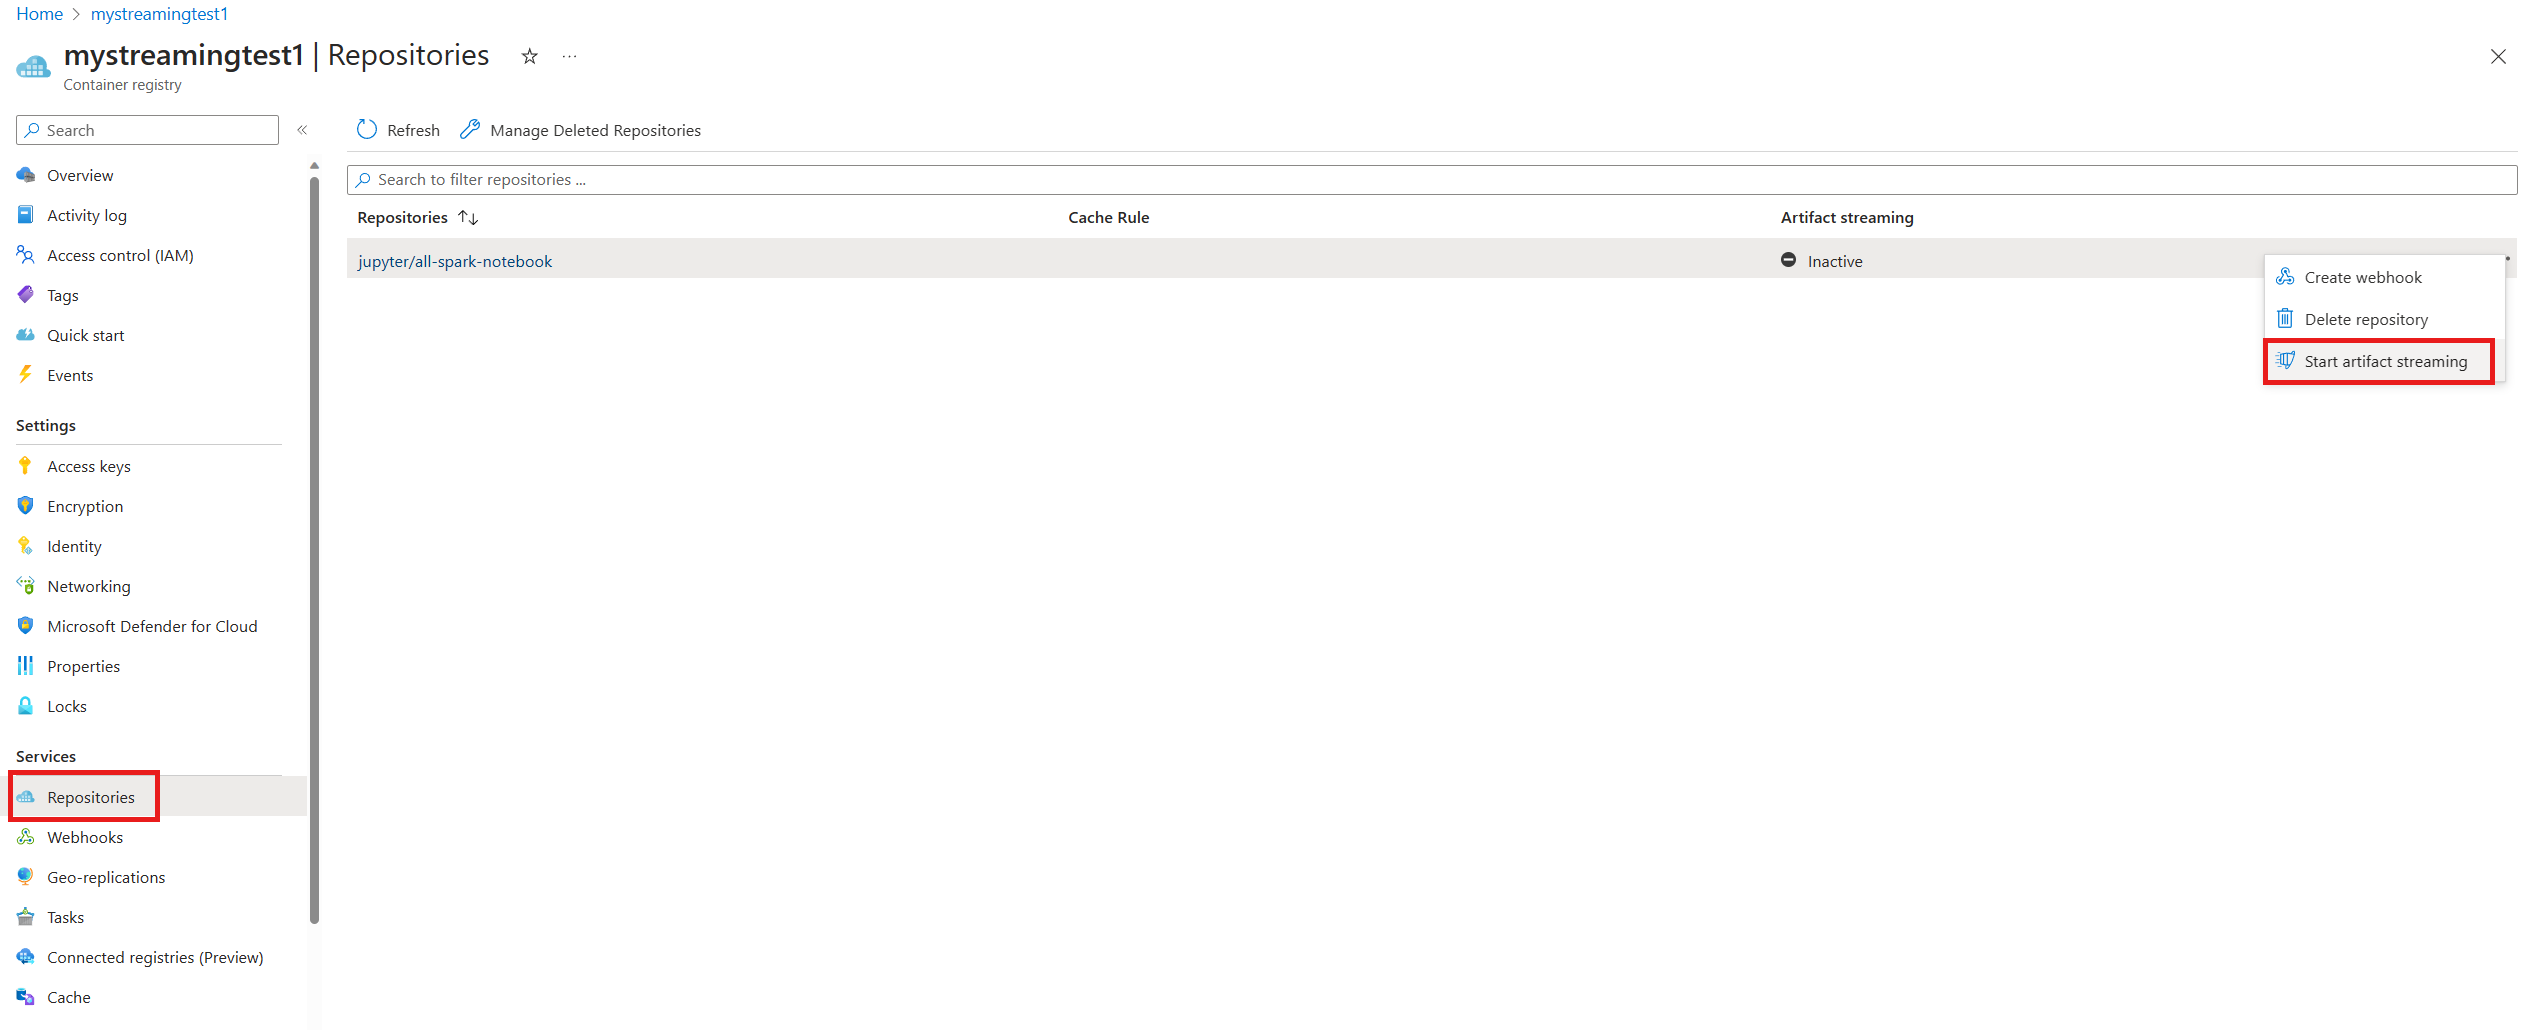 Home > mystreamingtest1
mystreamingtest1 | Repositories ...
Container registry
Search
Refresh Manage Deleted Repositories
Overview
Activity log
Access control (IAM)
Tags
Quick start
Events
Settings
Access keys
Encryption
Identity
Networking
Microsoft Defender for Cloud
Properties
Locks
Services
Repositories
Webhooks
Geo-replications
Tasks
Connected registries (Preview)
Cache
Search to filter repositories ...
Repositories Cache Rule Artifact streaming
jupyter/all-spark-notebook Inactive
Create webhook
Delete repository
Start artifact streaming